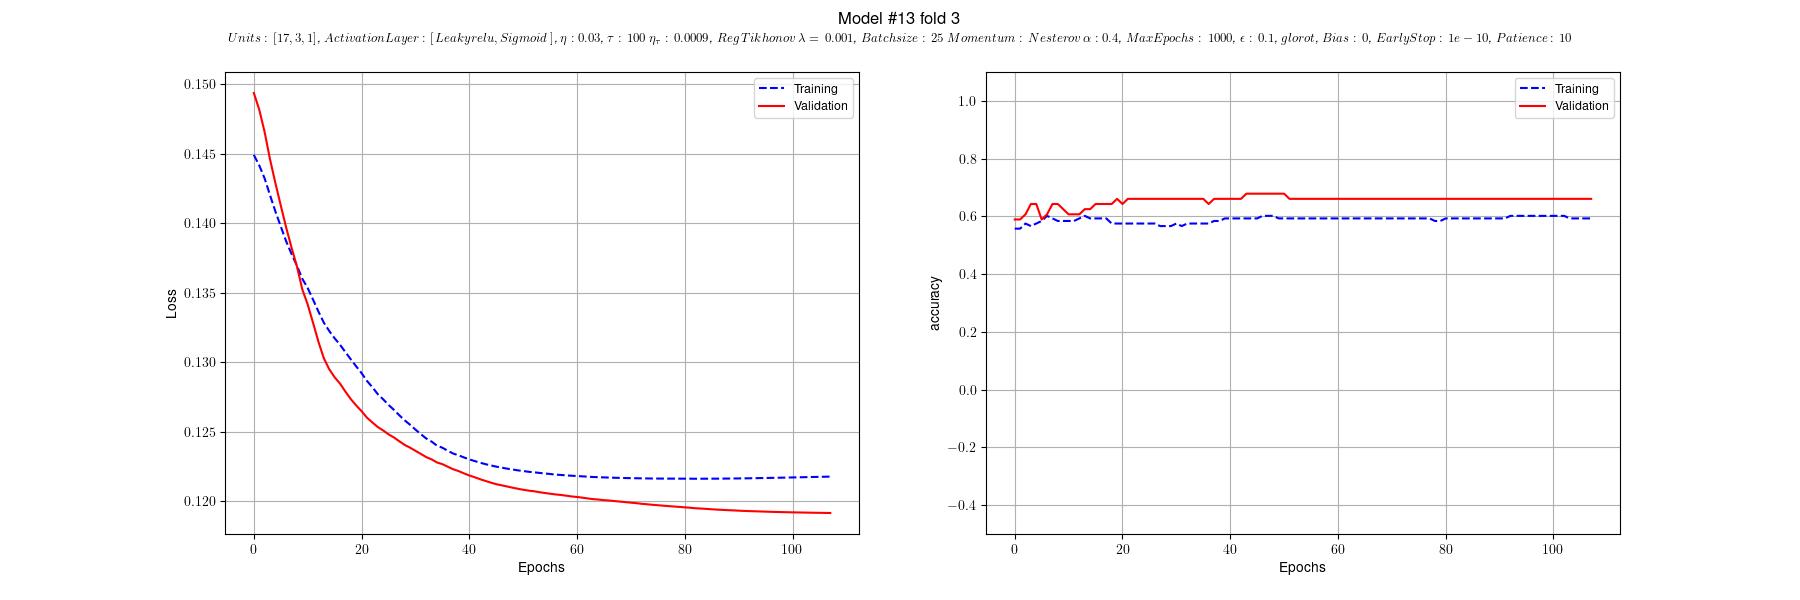 Model #13 fold 3
Units : [17, 3, 1], ActivationLayer : [Leakyrelu, Sigmoid ], η : 0.03, τ : 100 ητ : 0.0009, RegTikhonov λ = 0.001, Batchsize : 25 Momentum : Nesterov α : 0.4, MaxEpochs : 1000, ϵ : 0.1, glorot, Bias : 0, EarlyStop : 1e − 10, Patience : 10
Training
Validation
0.150
0.145
0.140
0.135
0.130
0.125
0.120
Loss
0 20 40 60 80 100
Epochs
Training
Validation
1.0
0.8
0.6
0.4
0.2
0.0
−0.2
−0.4
accuracy
0 20 40 60 80 100
Epochs